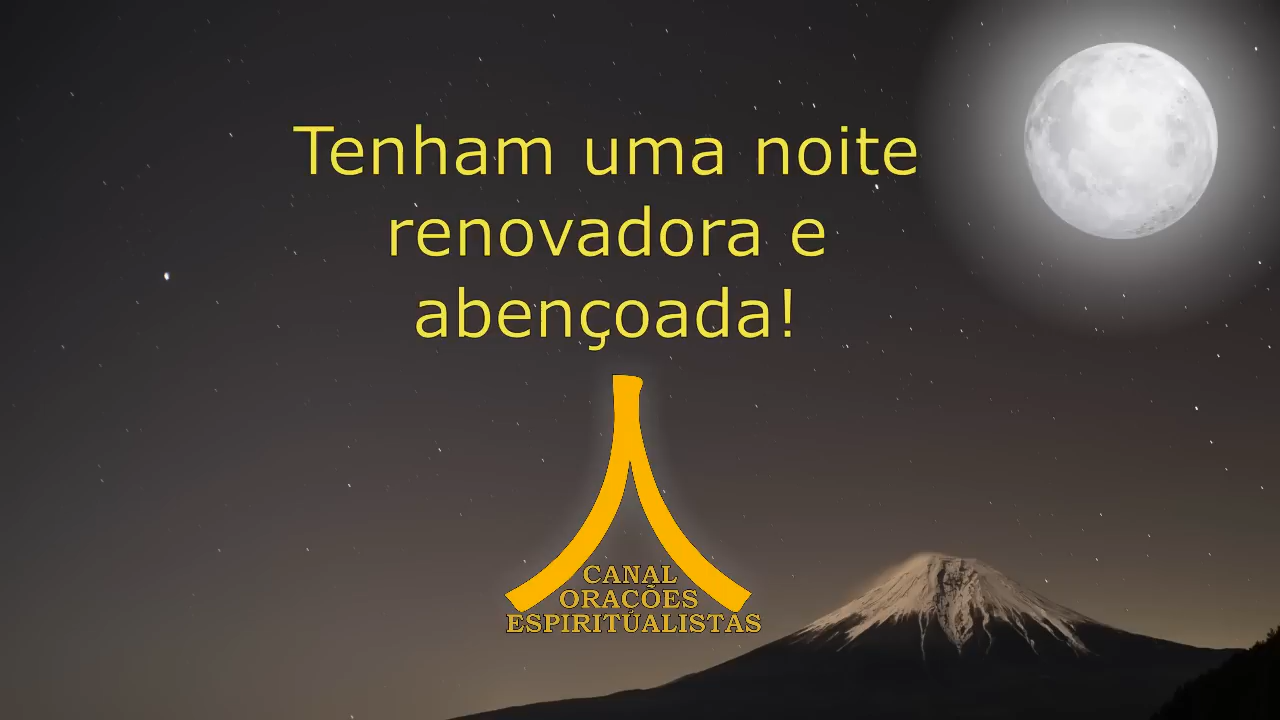 Tenham uma noite
renovadora e
abençoada!
CANAL
ORAÇÕES
ESPIRITUALISTAS